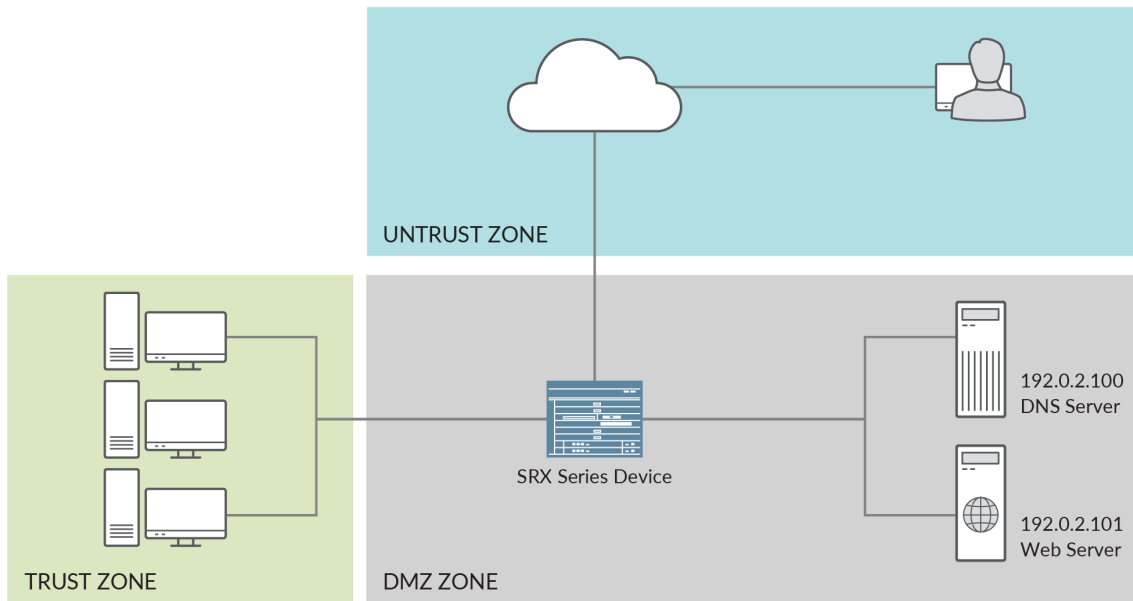 UNTRUST ZONE
192.0.2.100
DNS Server
SRX Series Device
192.0.2.101
Web Server
TRUST ZONE
DMZ ZONE